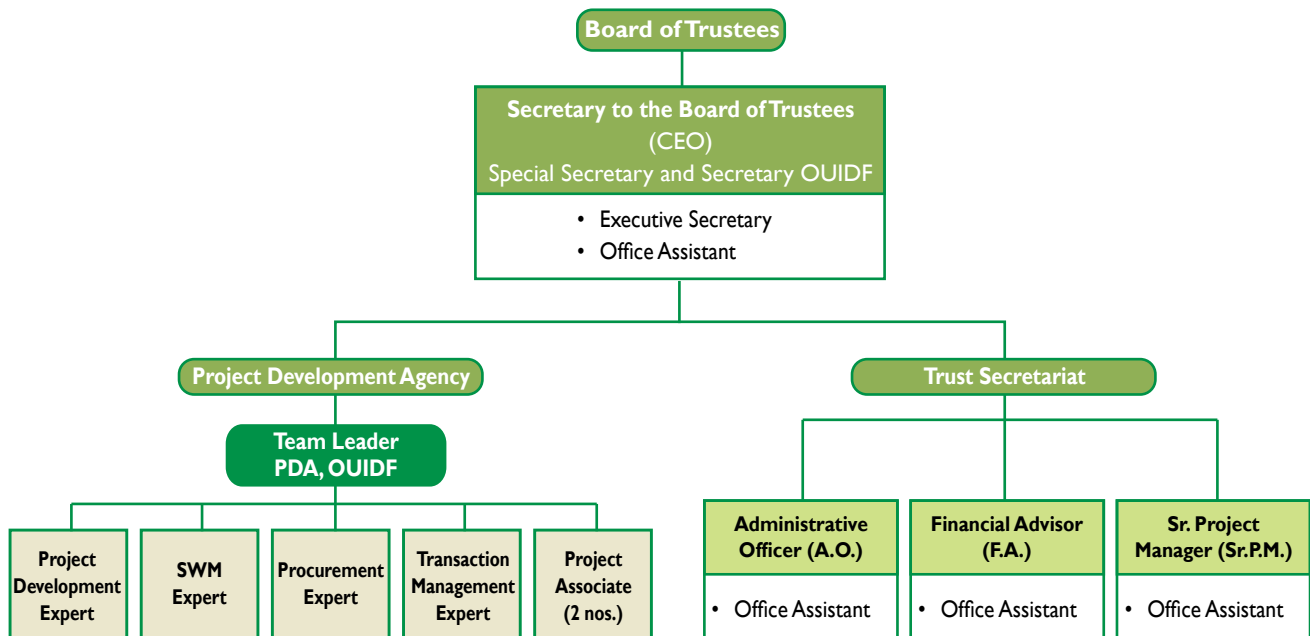 Board of Trustees
Secretary to the Board of Trustees
(CEO)
Special Secretary and Secretary OUIDF
• Executive Secretary
• Office Assistant
Project Development Agency
Trust Secretariat
Team Leader
PDA, OUIDF
Project
Development
Expert
SWM
Expert
Procurement
Expert
Transaction
Management
Expert
Project
Associate
(2 nos.)
Administrative
Officer (A.O.)
• Office Assistant
Financial Advisor
(F.A.)
• Office Assistant
Sr. Project
Manager (Sr.P.M.)
• Office Assistant